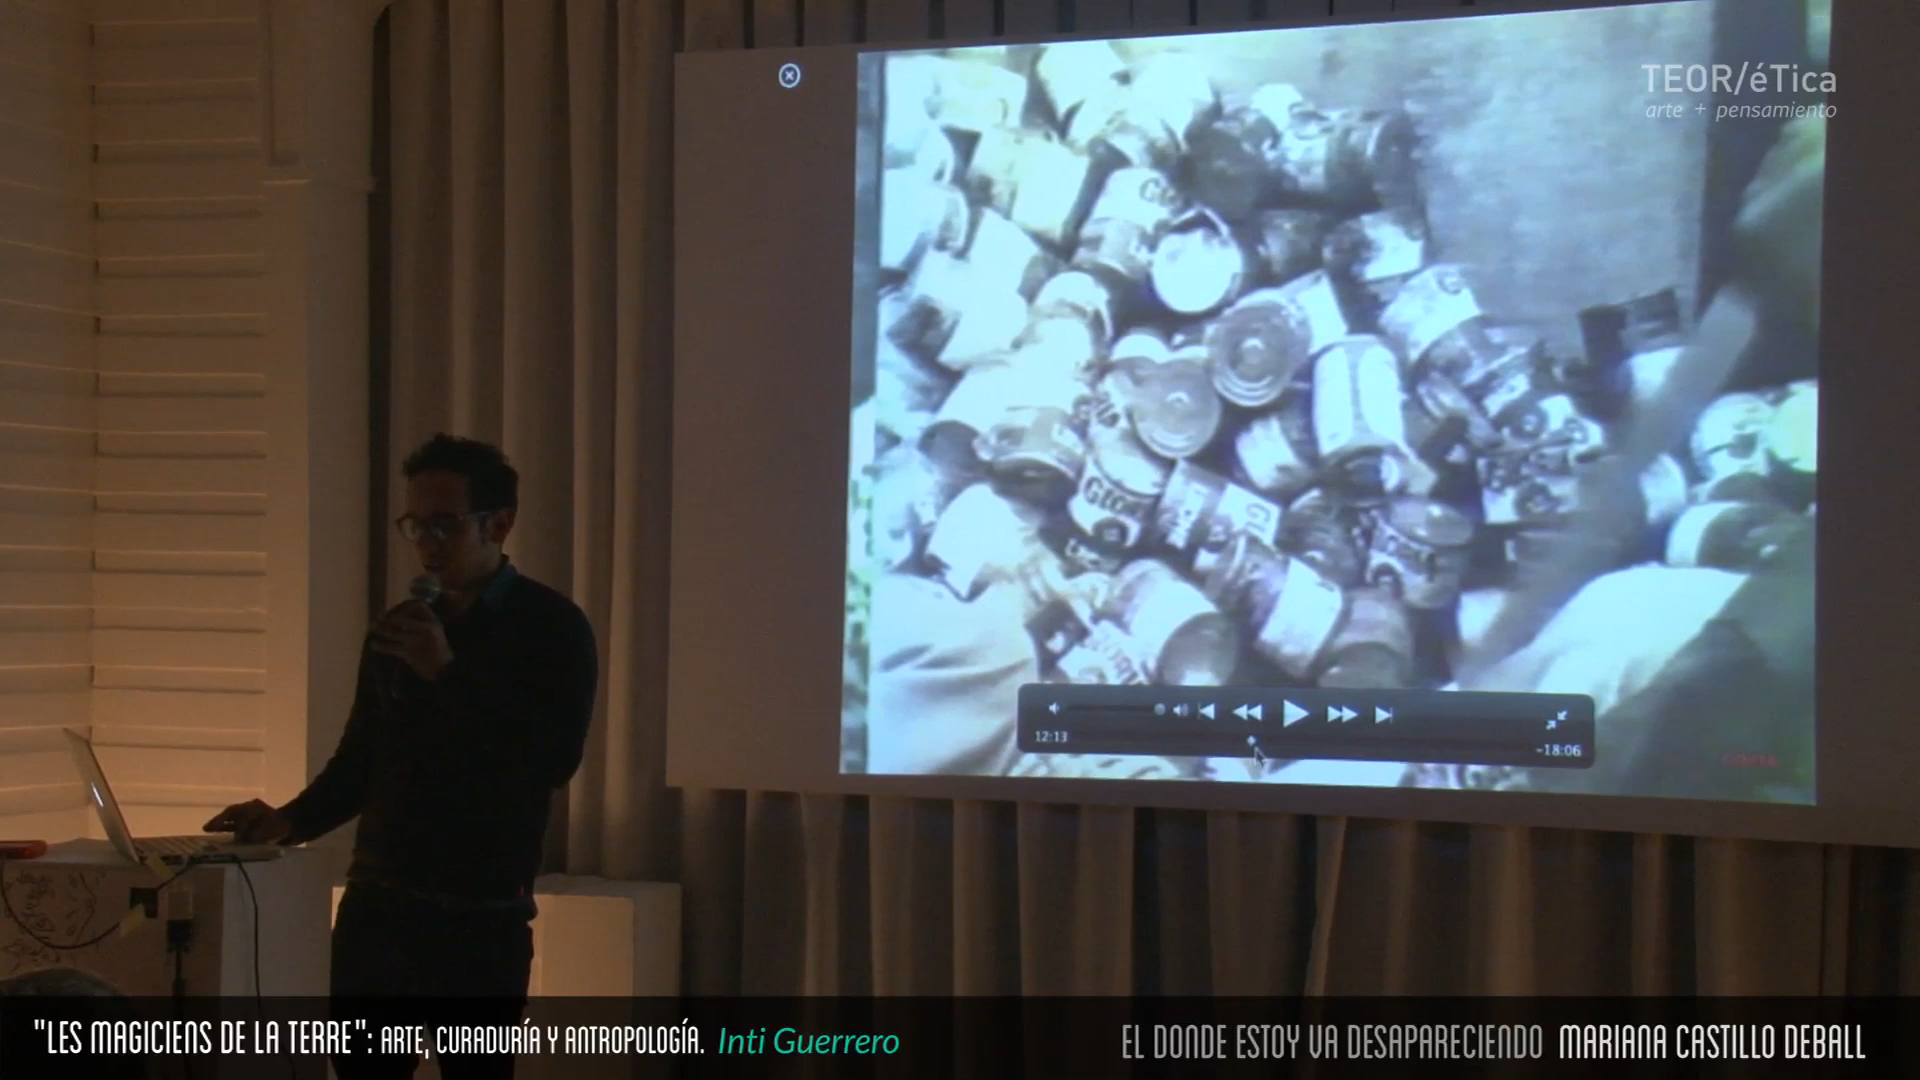 TEOR/éTica
arte + pensamiento
12:13
-18:06
"LES MAGICIENS DE LA TERRE": ARTE, CURADURÍA Y ANTROPOLOGÍA. Inti Guerrero
EL DONDE ESTOY VA DESAPARECIENDO MARIANA CASTILLO DEBALL